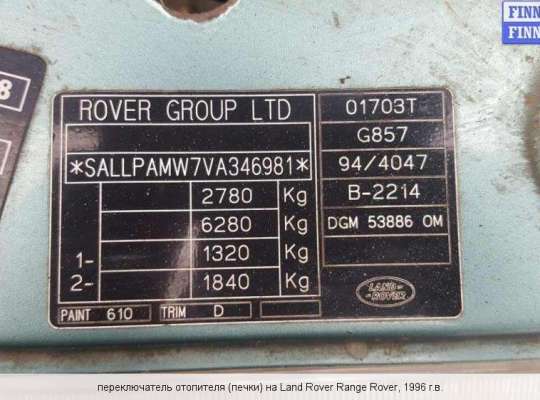 FINN
FINN
8
ROVER GROUP LTD
*SALLPAMW7VA346981*
2780 Kg
6280 Kg
1- 1320 Kg
2- 1840 Kg
PAINT 610 TRIM D
01703T
G857
94/4047
B-2214
DGM 53886 OM
LAND
ROVER
переключатель отопителя (печки) на Land Rover Range Rover, 1996 г.в.